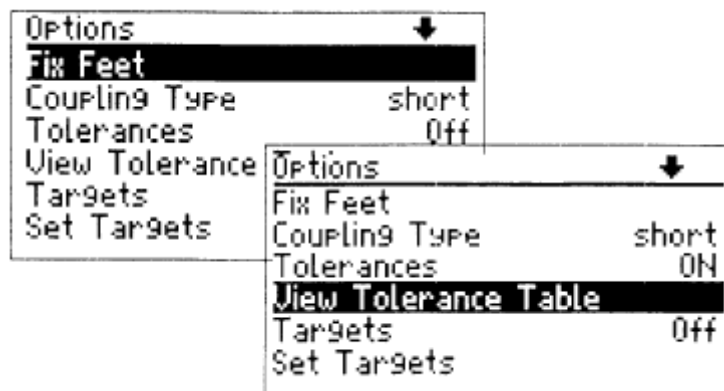 Options
Fix Feet
Coupling Type short
Tolerances Off
View Tolerance
Targets
Set Targets
Options
Fix Feet
Coupling Type short
Tolerances ON
View Tolerance Table
Targets Off
Set Targets